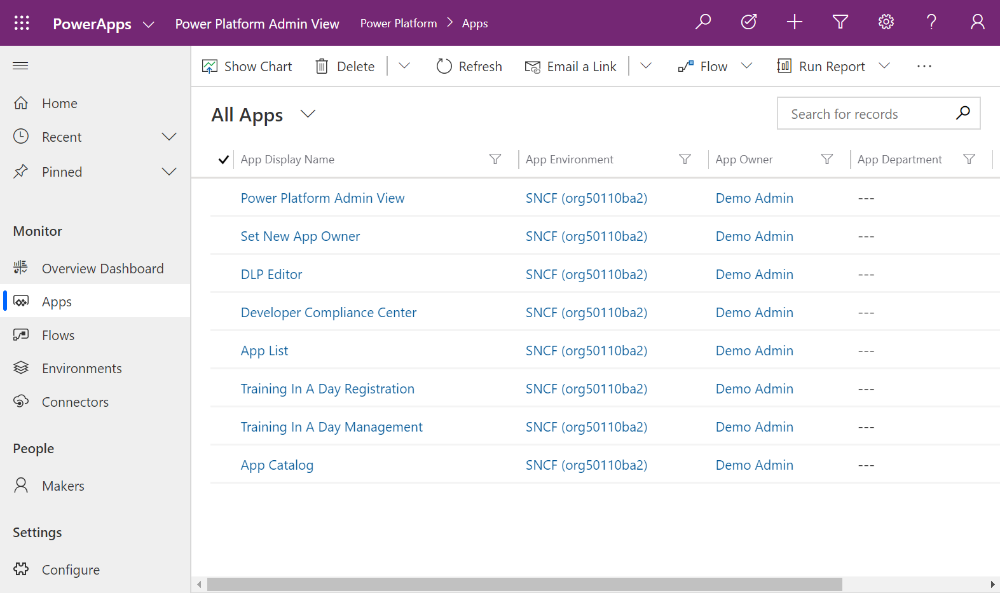 PowerApps Power Platform Admin View Power Platform Apps
Show Chart Delete Refresh Email a Link Flow Run Report
Home
Recent
Pinned
Monitor
Overview Dashboard
Apps
Flows
Environments
Connectors
People
Makers
Settings
Configure
All Apps Search for records
App Display Name App Environment App Owner App Department
Power Platform Admin View SNCF (org50110ba2) Demo Admin ---
Set New App Owner SNCF (org50110ba2) Demo Admin ---
DLP Editor SNCF (org50110ba2) Demo Admin ---
Developer Compliance Center SNCF (org50110ba2) Demo Admin ---
App List SNCF (org50110ba2) Demo Admin ---
Training In A Day Registration SNCF (org50110ba2) Demo Admin ---
Training In A Day Management SNCF (org50110ba2) Demo Admin ---
App Catalog SNCF (org50110ba2) Demo Admin ---